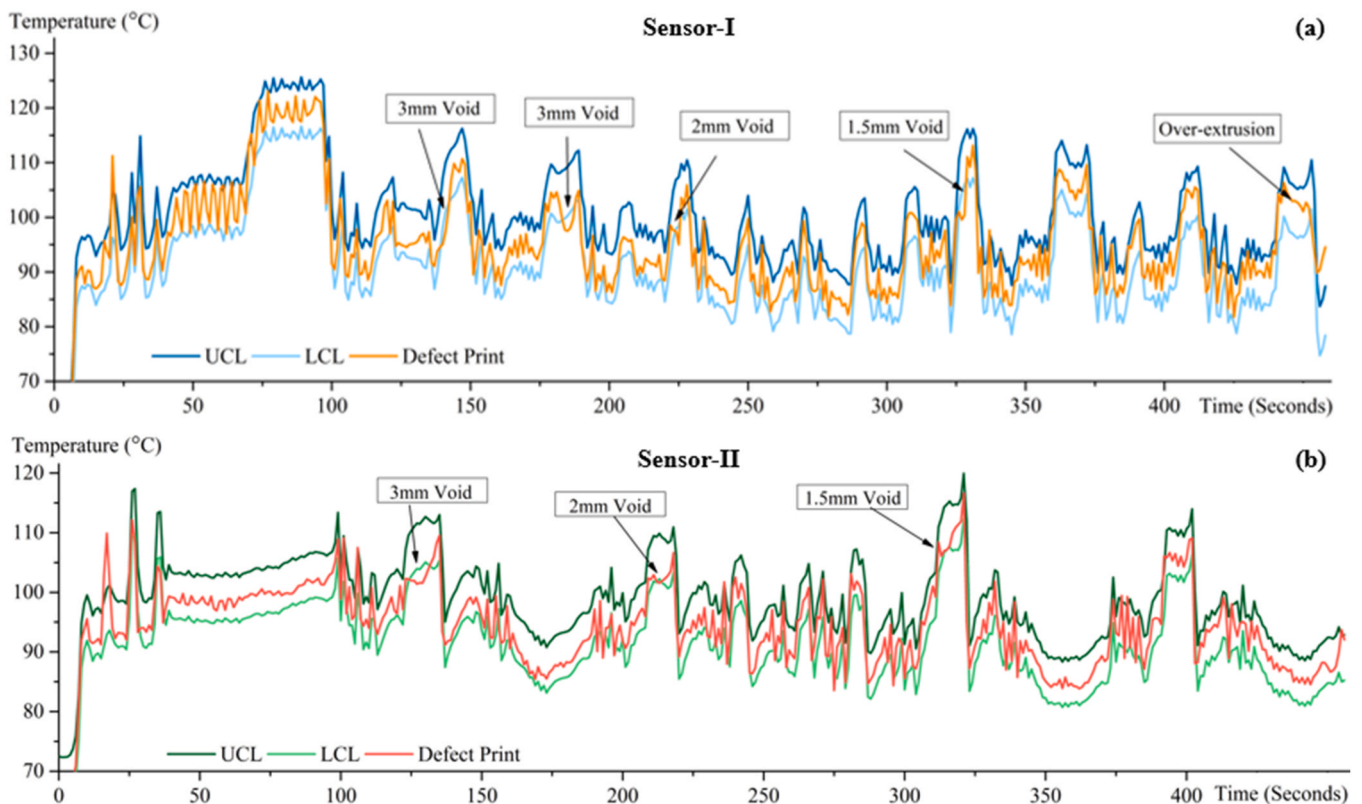 Temperature (°C)
Sensor-I
(a)
130
120
110
100
90
80
70
3mm Void
3mm Void
2mm Void
1.5mm Void
Over-extrusion
UCL
LCL
Defect Print
0
50
100
150
200
250
300
350
400
Time (Seconds)
Temperature (°C)
Sensor-II
(b)
120
110
100
90
80
70
3mm Void
2mm Void
1.5mm Void
UCL
LCL
Defect Print
0
50
100
150
200
250
300
350
400
Time (Seconds)